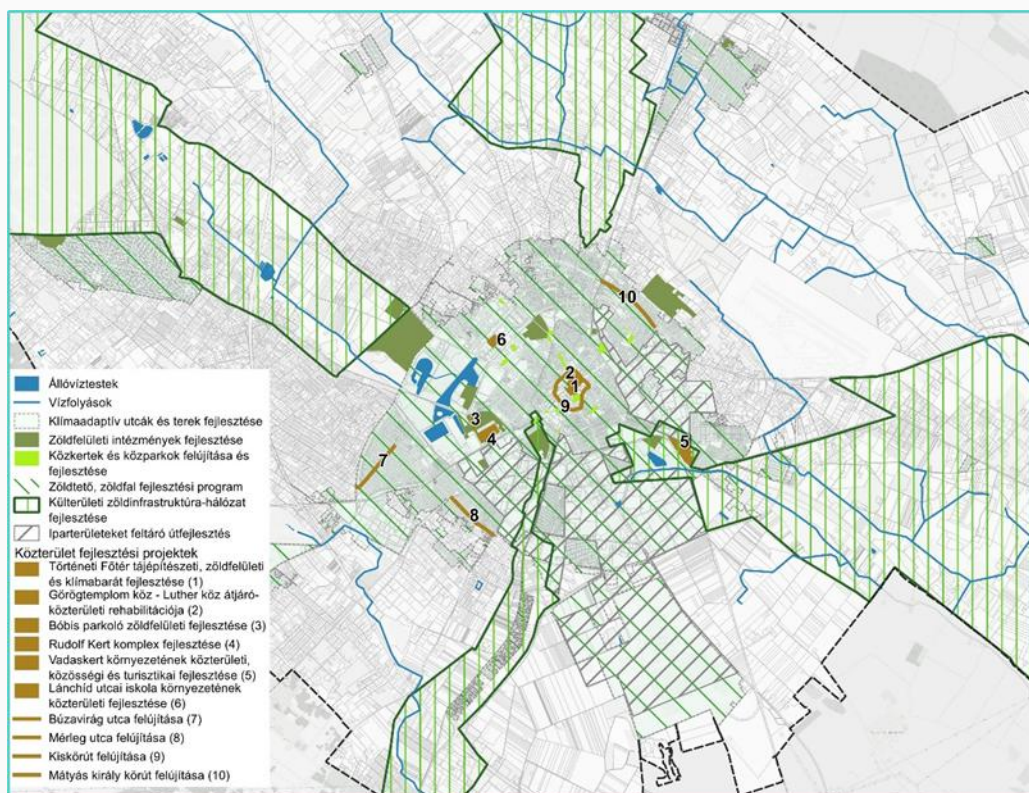 10
6
2
1
9
3
4
5
7
8
Állóvíztestek
Vízfolyások
Klímaadaptív utcák és terek fejlesztése
Zöldfelületi intézmények fejlesztése
Közkertek és közparkok felújítása és
fejlesztése
Zöldtető, zöldfal fejlesztési program
Külterületi zöldinfrastruktúra-hálózat
fejlesztése
Iparterületeket feltáró útfejlesztés
Közterület fejlesztési projektek
Történeti Főtér tájépítészeti, zöldfelületi
és klímabarát fejlesztése (1)
Görögtemplom köz - Luther köz átjáró-
közterületi rehabilitációja (2)
Bóbis parkoló zöldfelületi fejlesztése (3)
Rudolf Kert komplex fejlesztése (4)
Vadaskert környezetének közterületi,
közösségi és turisztikai fejlesztése (5)
Lánchíd utcai iskola környezetének
közterületi fejlesztése (6)
Búzavirág utca felújítása (7)
Mérleg utca felújítása (8)
Kiskörút felújítása (9)
Mátyás király körút felújítása (10)